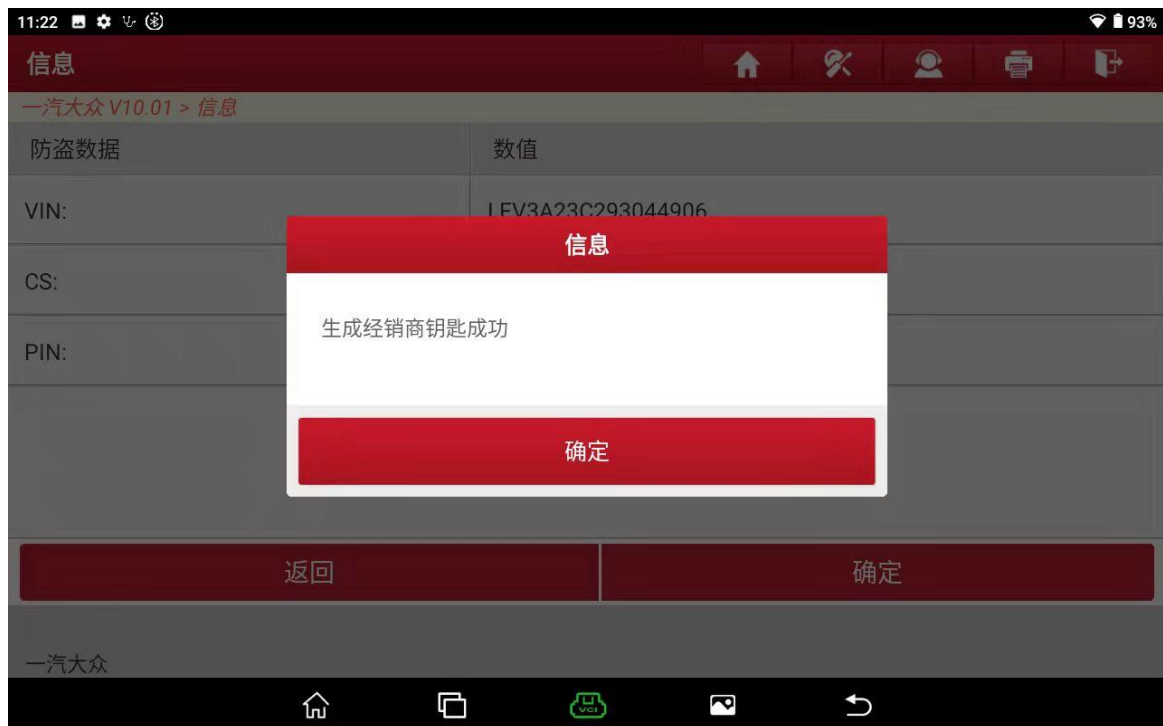 11:22
93%
信息
一汽大众 V10.01 > 信息
防盗数据
数值
VIN:
LFV3A23C293044906
信息
CS:
生成经销商钥匙成功
PIN:
确定
返回
确定
一汽大众
VCI